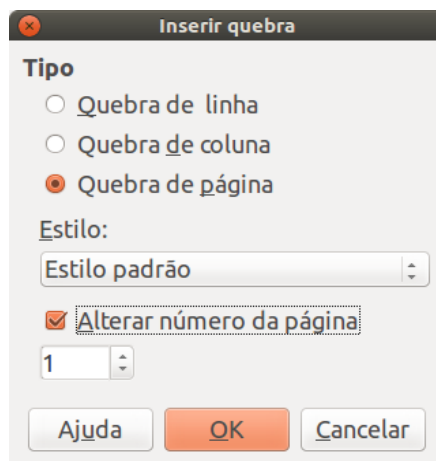 Inserir quebra
Tipo
Quebra de linha
Quebra de coluna
Quebra de página
Estilo:
Estilo padrão
Alterar número da página
1
Ajuda OK Cancelar